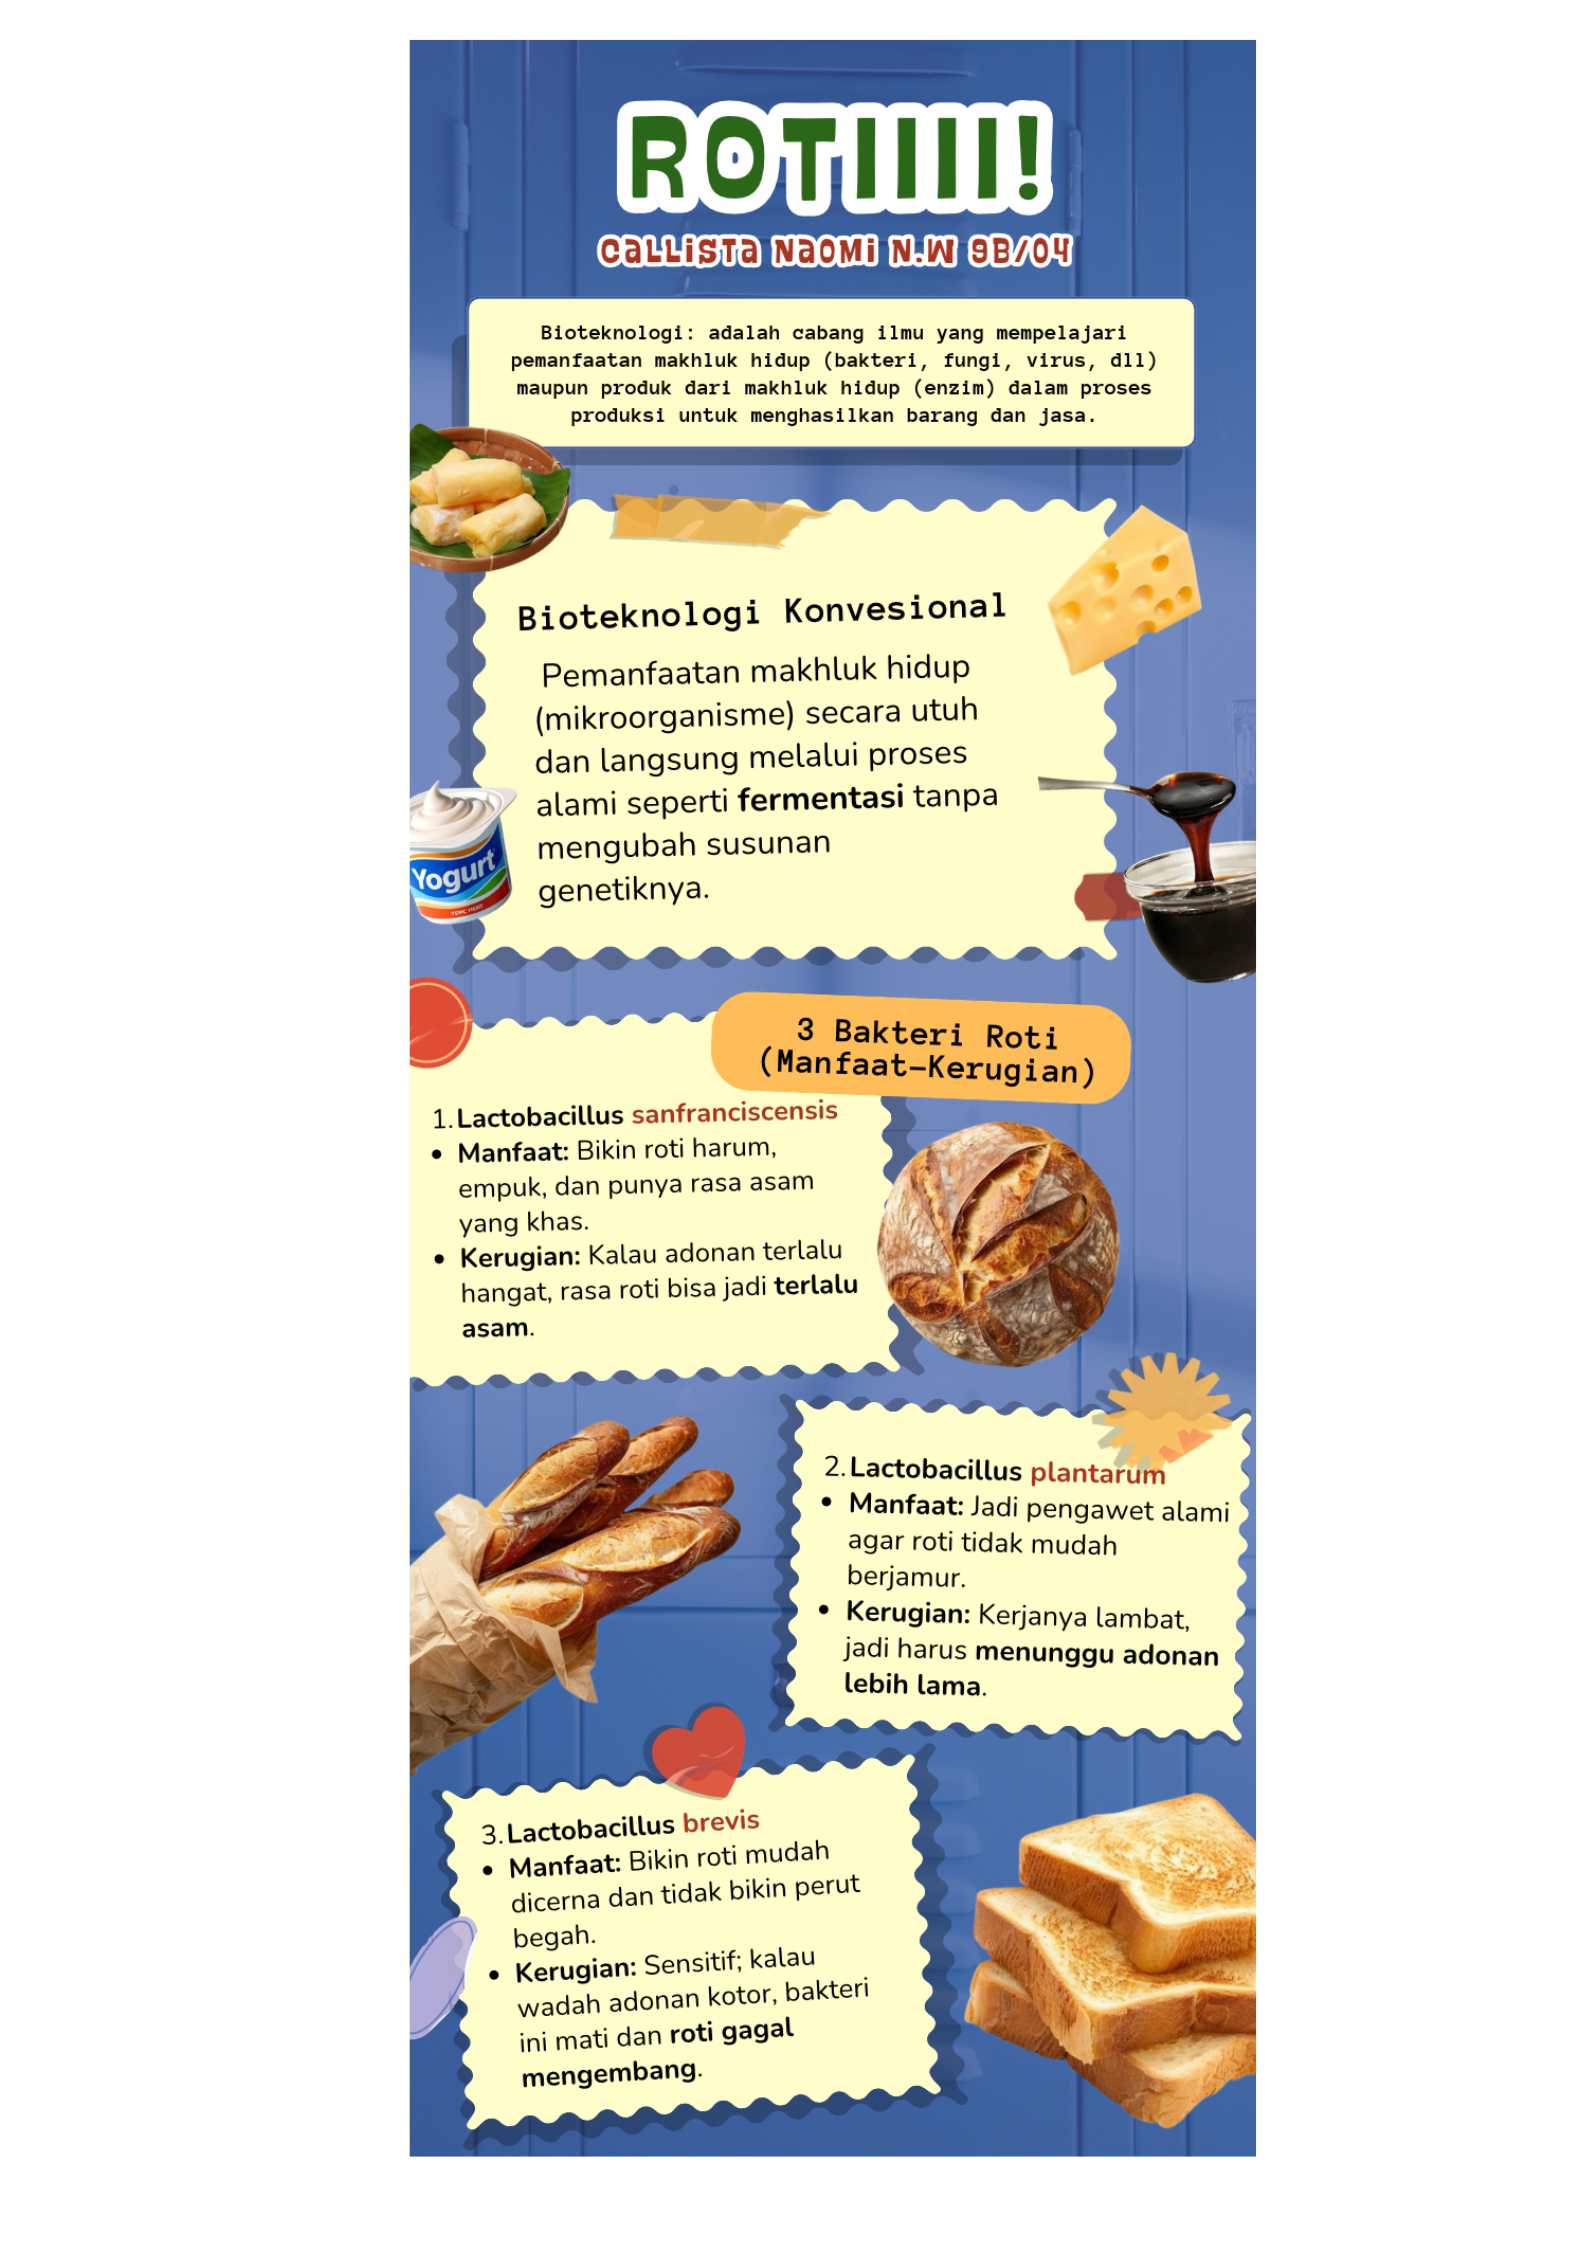 ROTIIII!
CaLLiSTa NaOMi N.W 9B/04
Bioteknologi: adalah cabang ilmu yang mempelajari
pemanfaatan makhluk hidup (bakteri, fungi, virus, dll)
maupun produk dari makhluk hidup (enzim) dalam proses
produksi untuk menghasilkan barang dan jasa.
Bioteknologi Konvesional
Pemanfaatan makhluk hidup
(mikroorganisme) secara utuh
dan langsung melalui proses
alami seperti fermentasi tanpa
mengubah susunan
genetiknya.
Yogurt
3 Bakteri Roti
(Manfaat-Kerugian)
1. Lactobacillus sanfranciscensis
• Manfaat: Bikin roti harum,
empuk, dan punya rasa asam
yang khas.
• Kerugian: Kalau adonan terlalu
hangat, rasa roti bisa jadi terlalu
asam.
2. Lactobacillus plantarum
• Manfaat: Jadi pengawet alami
agar roti tidak mudah
berjamur.
• Kerugian: Kerjanya lambat,
jadi harus menunggu adonan
lebih lama.
3. Lactobacillus brevis
• Manfaat: Bikin roti mudah
dicerna dan tidak bikin perut
begah.
• Kerugian: Sensitif; kalau
wadah adonan kotor, bakteri
ini mati dan roti gagal
mengembang.